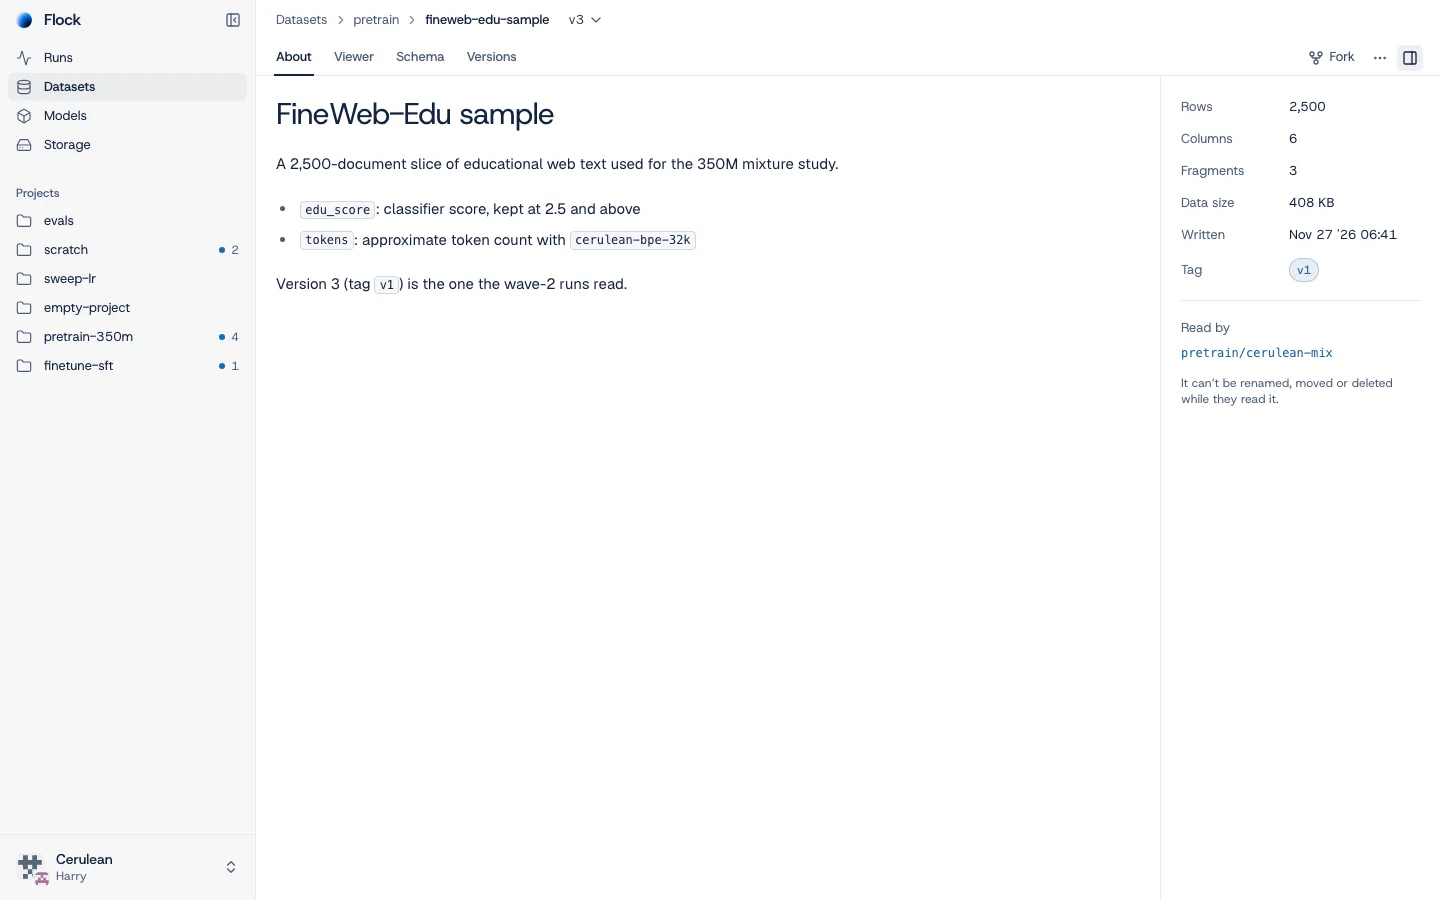 Flock
Runs
Datasets
Models
Storage
Projects
evals
scratch 2
sweep-lr
empty-project
pretrain-350m 4
finetune-sft 1
Cerulean
Harry
Datasets pretrain fineweb-edu-sample v3
About Viewer Schema Versions
Fork
FineWeb-Edu sample
A 2,500-document slice of educational web text used for the 350M mixture study.
• edu_score: classifier score, kept at 2.5 and above
• tokens: approximate token count with cerulean-bpe-32k
Version 3 (tag v1) is the one the wave-2 runs read.
Rows 2,500
Columns 6
Fragments 3
Data size 408 KB
Written Nov 27 '26 06:41
Tag v1
Read by
pretrain/cerulean-mix
It can't be renamed, moved or deleted
while they read it.